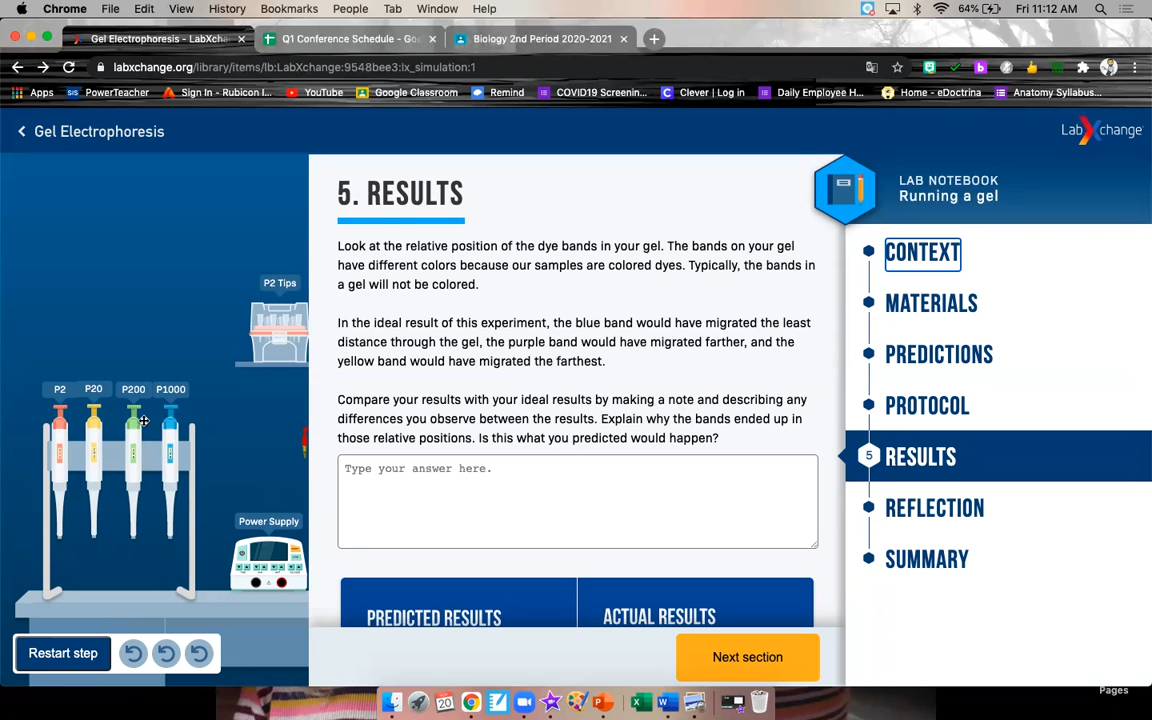 Chrome File Edit View History Bookmarks People Tab Window Help 64% Fri 11:12 AM
Gel Electrophoresis - LabXcha Q1 Conference Schedule - Goo Biology 2nd Period 2020-2021
labxchange.org/library/items/lb:LabXchange:9548bee3:lx_simulation:1
Apps SIS PowerTeacher Sign In - Rubicon I... YouTube Google Classroom Remind COVID19 Screenin... Clever | Log in Daily Employee H... Home - eDoctrina Anatomy Syllabus...
Gel Electrophoresis
LabXchange
5. RESULTS
LAB NOTEBOOK
Running a gel
Look at the relative position of the dye bands in your gel. The bands on your gel
have different colors because our samples are colored dyes. Typically, the bands in
a gel will not be colored.
In the ideal result of this experiment, the blue band would have migrated the least
distance through the gel, the purple band would have migrated farther, and the
yellow band would have migrated the farthest.
Compare your results with your ideal results by making a note and describing any
differences you observe between the results. Explain why the bands ended up in
those relative positions. Is this what you predicted would happen?
Type your answer here.
PREDICTED RESULTS ACTUAL RESULTS
Next section
CONTEXT
MATERIALS
PREDICTIONS
PROTOCOL
5 RESULTS
REFLECTION
SUMMARY
P2 Tips
P2 P20 P200 P1000
Power Supply
Restart step
Pages
20